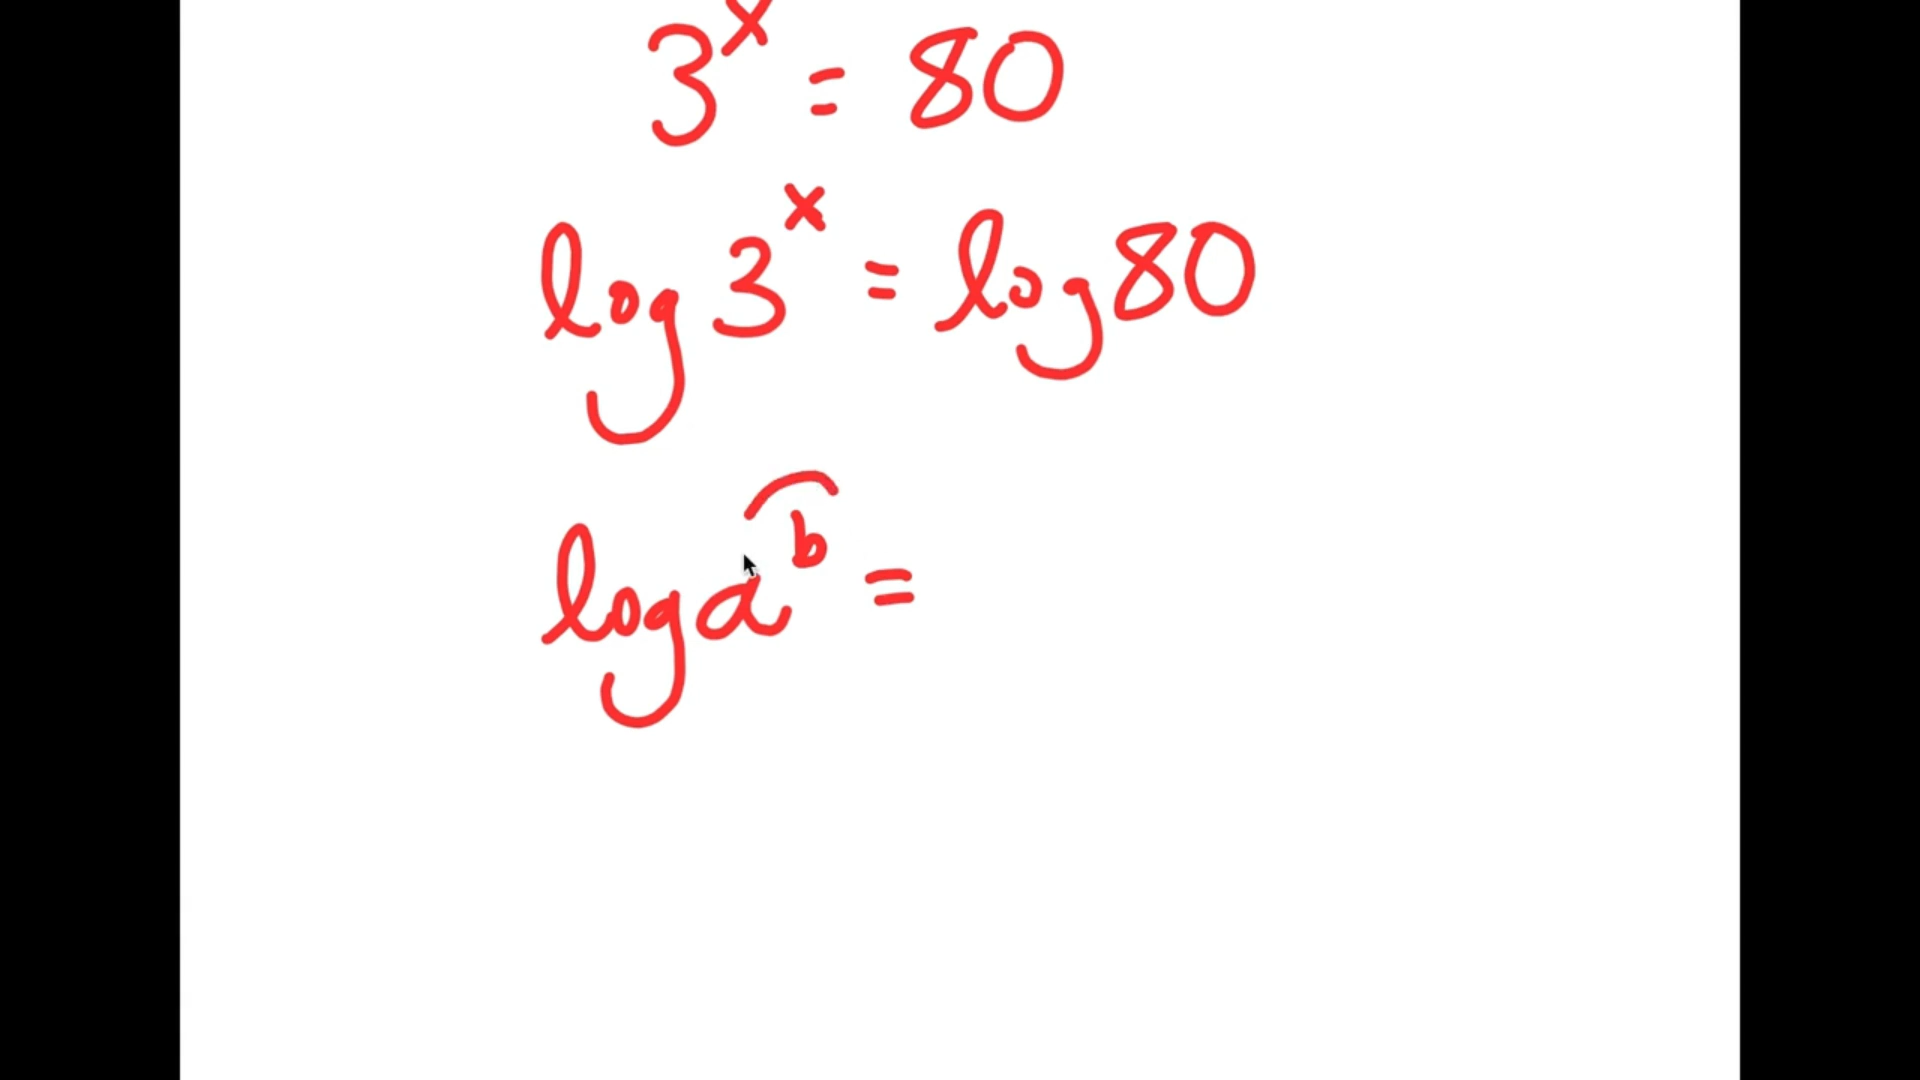 3^x = 80
log 3^x = log 80
log a^b =